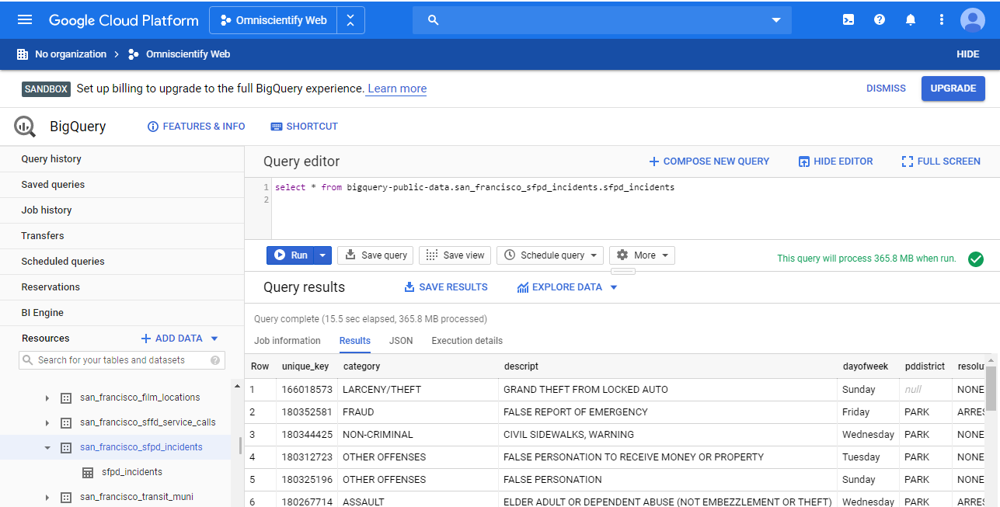 Google Cloud Platform Omniscientify Web
No organization > Omniscientify Web HIDE
SANDBOX Set up billing to upgrade to the full BigQuery experience. Learn more DISMISS UPGRADE
BigQuery FEATURES & INFO SHORTCUT
Query history
Saved queries
Job history
Transfers
Scheduled queries
Reservations
BI Engine
Resources + ADD DATA
Search for your tables and datasets
san_francisco_film_locations
san_francisco_sffd_service_calls
san_francisco_sfpd_incidents
sfpd_incidents
san_francisco_transit_muni
Query editor + COMPOSE NEW QUERY HIDE EDITOR FULL SCREEN
1 select * from bigquery-public-data.san_francisco_sfpd_incidents.sfpd_incidents
2
Run Save query Save view Schedule query More This query will process 365.8 MB when run.
Query results SAVE RESULTS EXPLORE DATA
Query complete (15.5 sec elapsed, 365.8 MB processed)
Job information Results JSON Execution details
Row unique_key category descript dayofweek pddistrict resolu
1 166018573 LARCENY/THEFT GRAND THEFT FROM LOCKED AUTO Sunday null NONE
2 180352581 FRAUD FALSE REPORT OF EMERGENCY Friday PARK ARRES
3 180344425 NON-CRIMINAL CIVIL SIDEWALKS, WARNING Wednesday PARK NONE
4 180312723 OTHER OFFENSES FALSE PERSONATION TO RECEIVE MONEY OR PROPERTY Tuesday PARK NONE
5 180325196 OTHER OFFENSES FALSE PERSONATION Sunday PARK NONE
6 180267714 ASSAULT ELDER ADULT OR DEPENDENT ABUSE (NOT EMBEZZLEMENT OR THEFT) Wednesday PARK ARRES